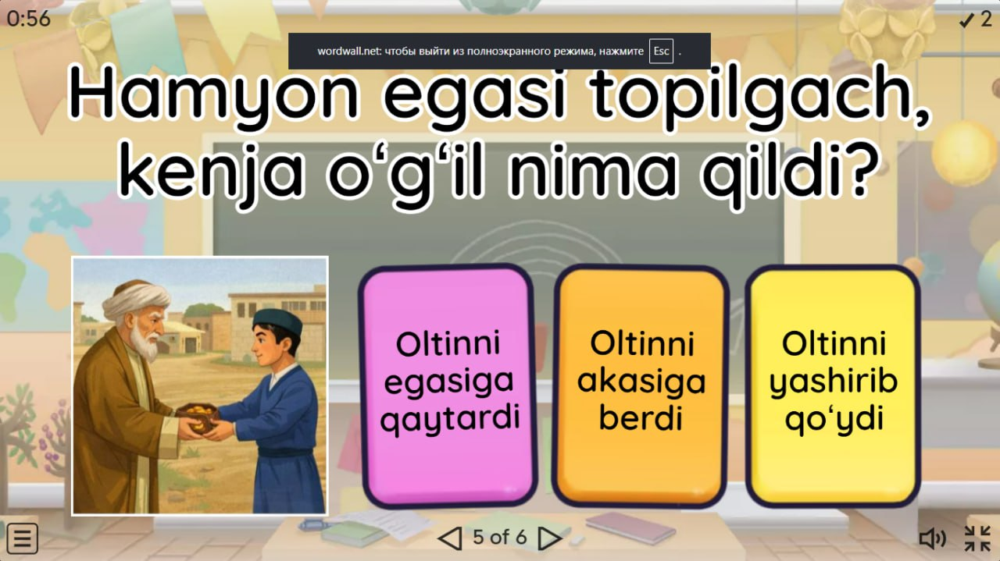 0:56
✓ 2
wordwall.net: чтобы выйти из полноэкранного режима, нажмите Esc .
Hamyon egasi topilgach,
kenja o‘g‘il nima qildi?
Oltinni
egasiga
qaytardi
Oltinni
akasiga
berdi
Oltinni
yashirib
qo‘ydi
5 of 6